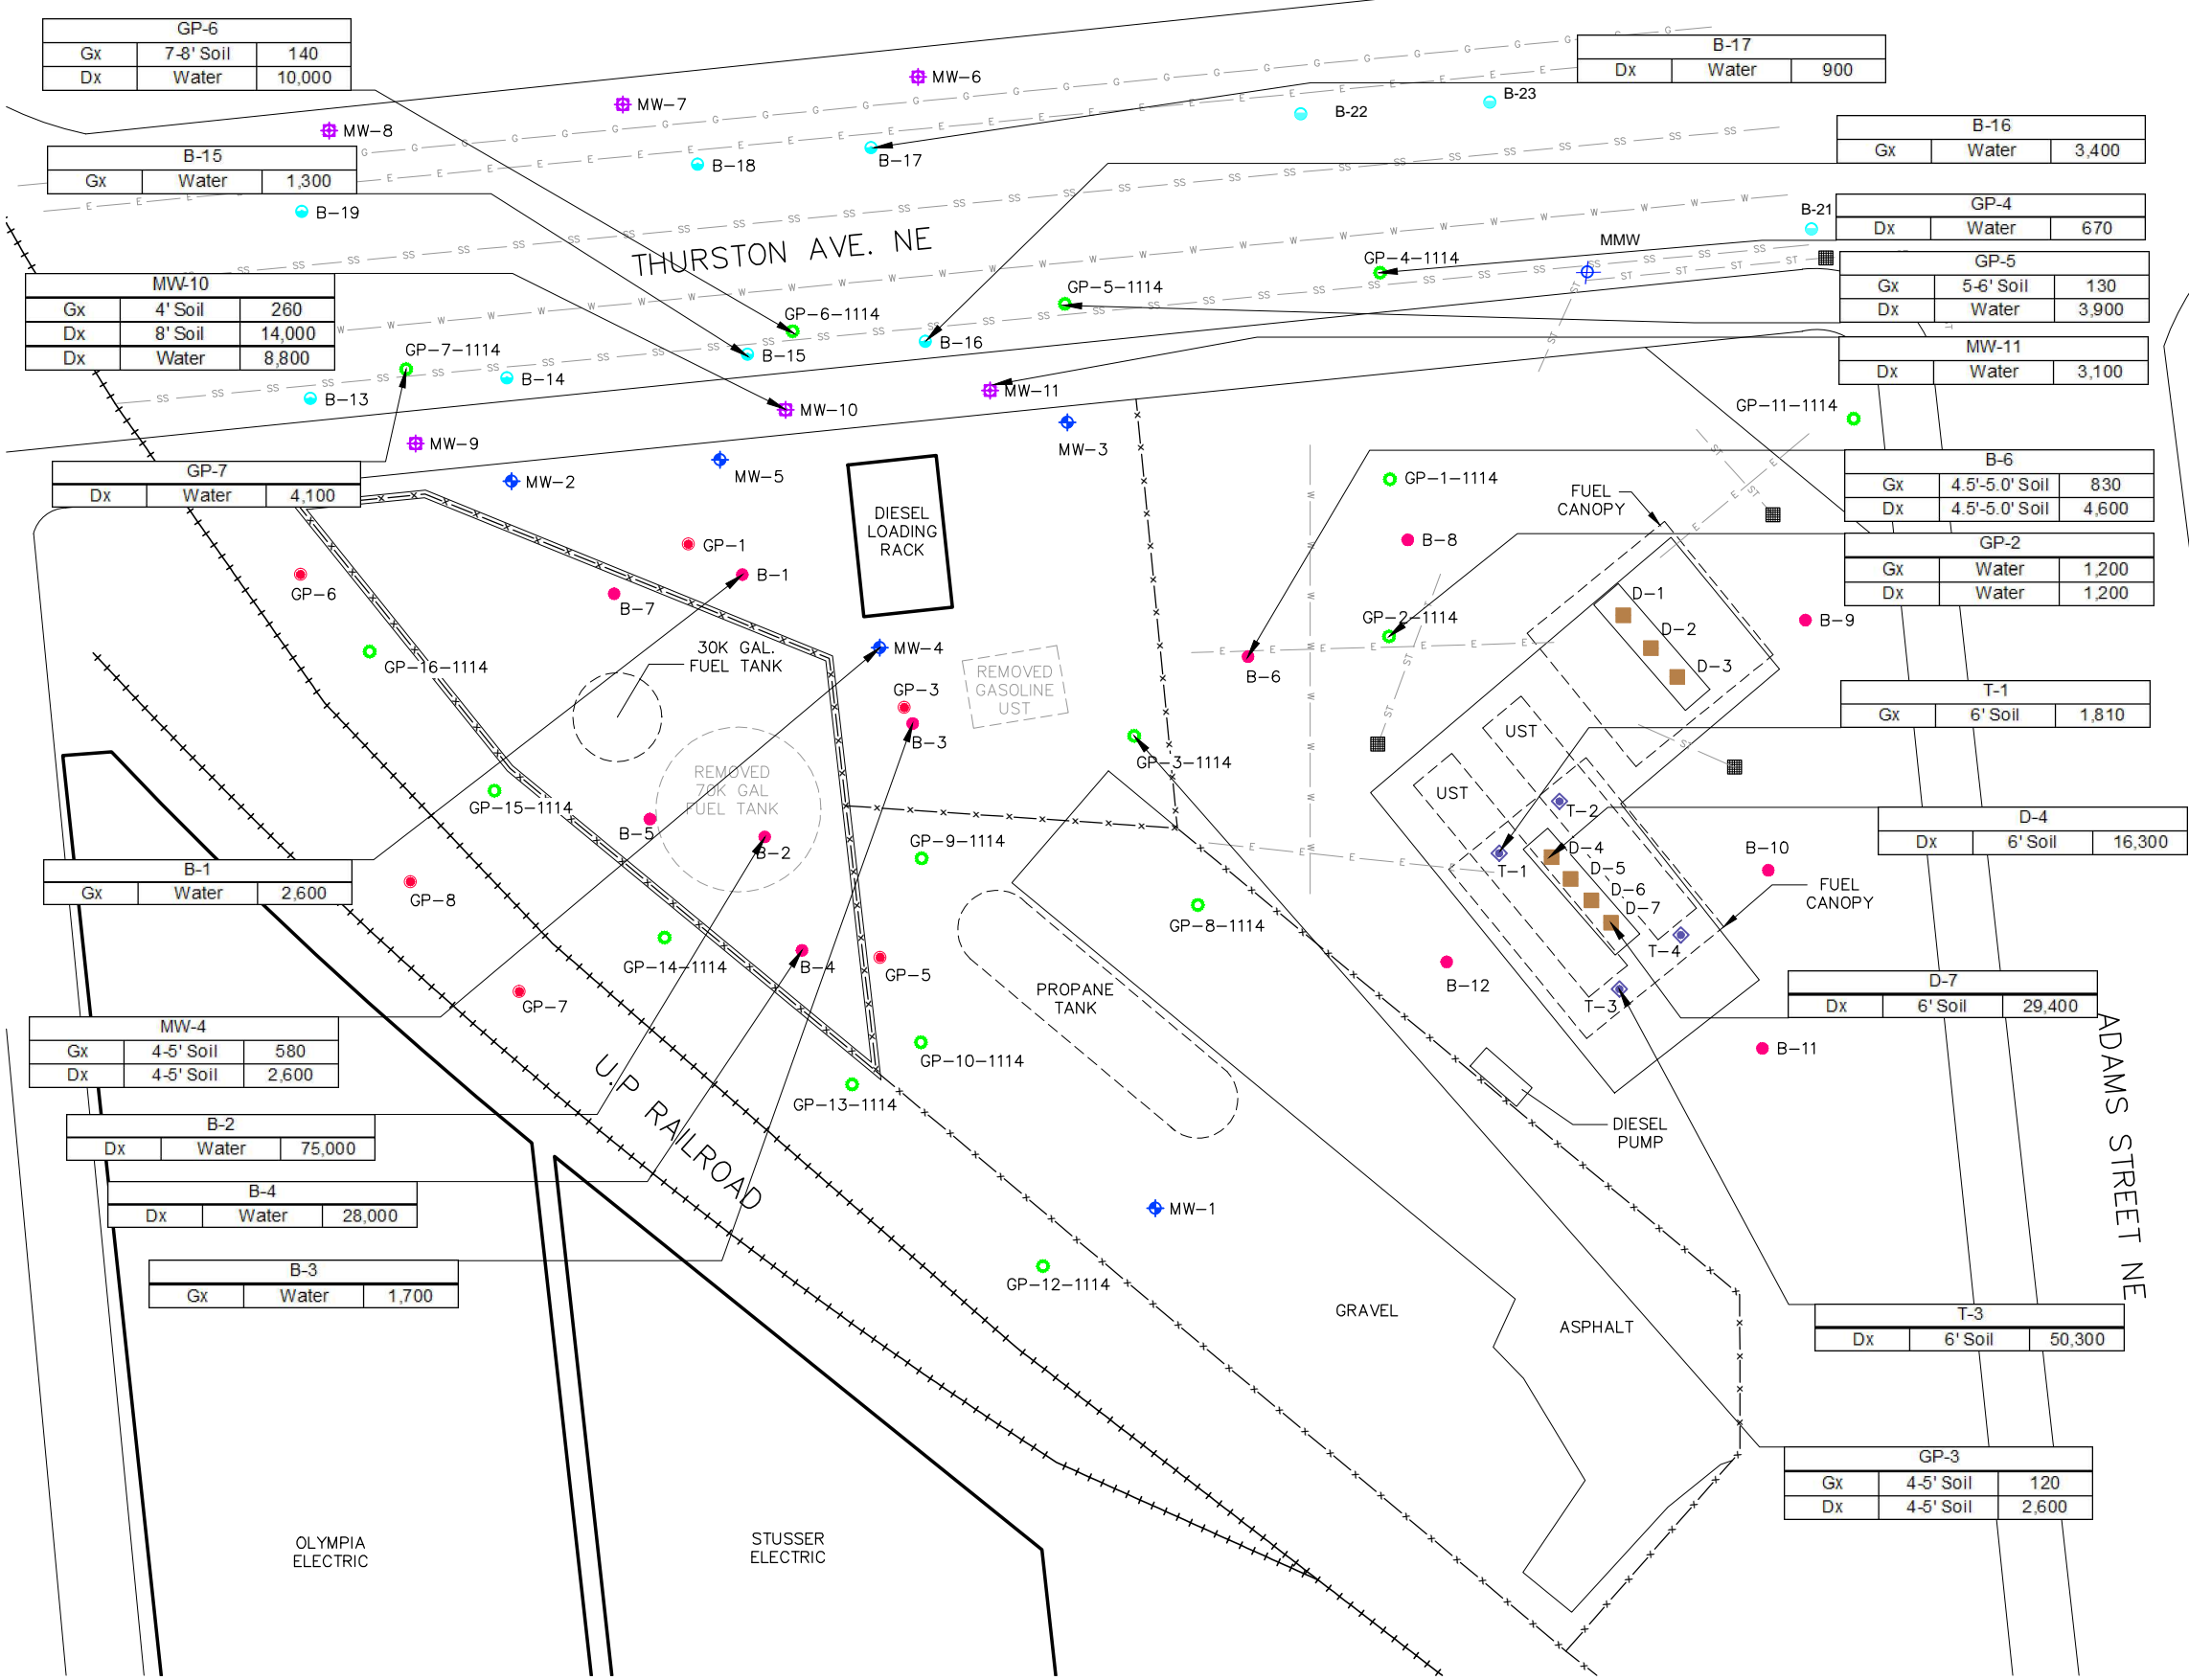 GP-6
Gx 7-8' Soil 140
Dx Water 10,000
B-17
Dx Water 900
MW-6
MW-7
MW-8
B-23
B-22
B-16
Gx Water 3,400
B-15
Gx Water 1,300
B-18
B-17
B-19
GP-4
Dx Water 670
B-21
THURSTON AVE. NE
MMW
GP-4-1114
GP-5
Gx 5-6' Soil 130
Dx Water 3,900
MW-10
Gx 4' Soil 260
Dx 8' Soil 14,000
Dx Water 8,800
GP-5-1114
GP-6-1114
GP-7-1114
B-15
B-16
B-14
B-13
MW-11
Dx Water 3,100
MW-11
MW-10
GP-11-1114
MW-9
MW-3
GP-7
Dx Water 4,100
MW-5
MW-2
B-6
Gx 4.5'-5.0' Soil 830
Dx 4.5'-5.0' Soil 4,600
GP-1-1114
FUEL
CANOPY
DIESEL
LOADING
RACK
GP-1
B-8
GP-2
Gx Water 1,200
Dx Water 1,200
B-1
GP-6
B-7
D-1
D-2
D-3
B-9
GP-2-1114
30K GAL.
FUEL TANK
MW-4
GP-16-1114
REMOVED
GASOLINE
UST
B-6
GP-3
B-3
T-1
Gx 6' Soil 1,810
UST
UST
GP-3-1114
REMOVED
70K GAL
FUEL TANK
GP-15-1114
B-5
B-2
T-2
D-4
Dx 6' Soil 16,300
GP-9-1114
D-4
D-5
D-6
D-7
T-1
B-10
B-1
Gx Water 2,600
GP-8
FUEL
CANOPY
GP-8-1114
T-4
GP-14-1114
B-4
GP-5
B-12
PROPANE
TANK
GP-7
T-3
D-7
Dx 6' Soil 29,400
MW-4
Gx 4-5' Soil 580
Dx 4-5' Soil 2,600
GP-10-1114
B-11
GP-13-1114
U.P RAILROAD
ADAMS STREET NE
B-2
Dx Water 75,000
DIESEL
PUMP
B-4
Dx Water 28,000
MW-1
B-3
Gx Water 1,700
GP-12-1114
GRAVEL
ASPHALT
T-3
Dx 6' Soil 50,300
GP-3
Gx 4-5' Soil 120
Dx 4-5' Soil 2,600
OLYMPIA
ELECTRIC
STUSSER
ELECTRIC